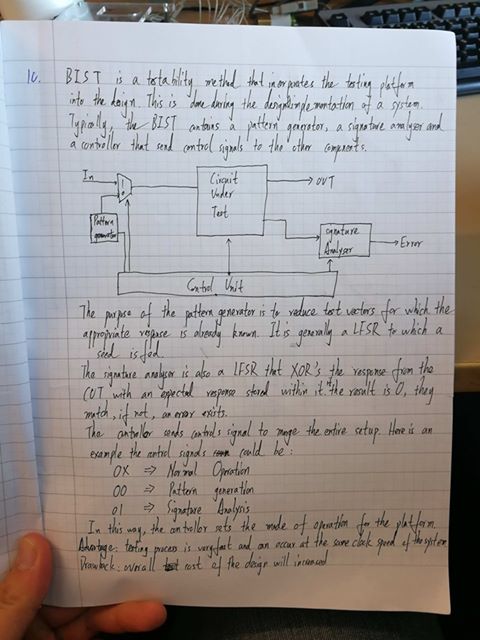 1c.
BIST is a testability method that incorporates the testing platform
into the design. This is done during the design&implementation of a system.
Typically, the BIST contains a pattern generator, a signature analyser and
a controller that send control signals to the other components.
In
1
0
Circuit
Under
Test
OUT
Pattern
generator
Signature
Analyser
Error
Control Unit
The purpose of the pattern generator is to reduce test vectors for which the
appropriate response is already known. It is generally a LFSR to which a
seed is fed.
The signature analyser is also a LFSR that XOR's the response from the
CUT with an expected response stored within it. If the result is 0, they
match, if not, an error exists.
The controller sends controls signal to manage the entire setup. Here is an
example the control signals could be:
0X => Normal Operation
00 => Pattern generation
01 => Signature Analysis
In this way, the controller sets the mode of operation for the platform.
Advantage: testing process is very fast and can occur at the same clock speed of the system
Drawback: overall cost of the design will increased